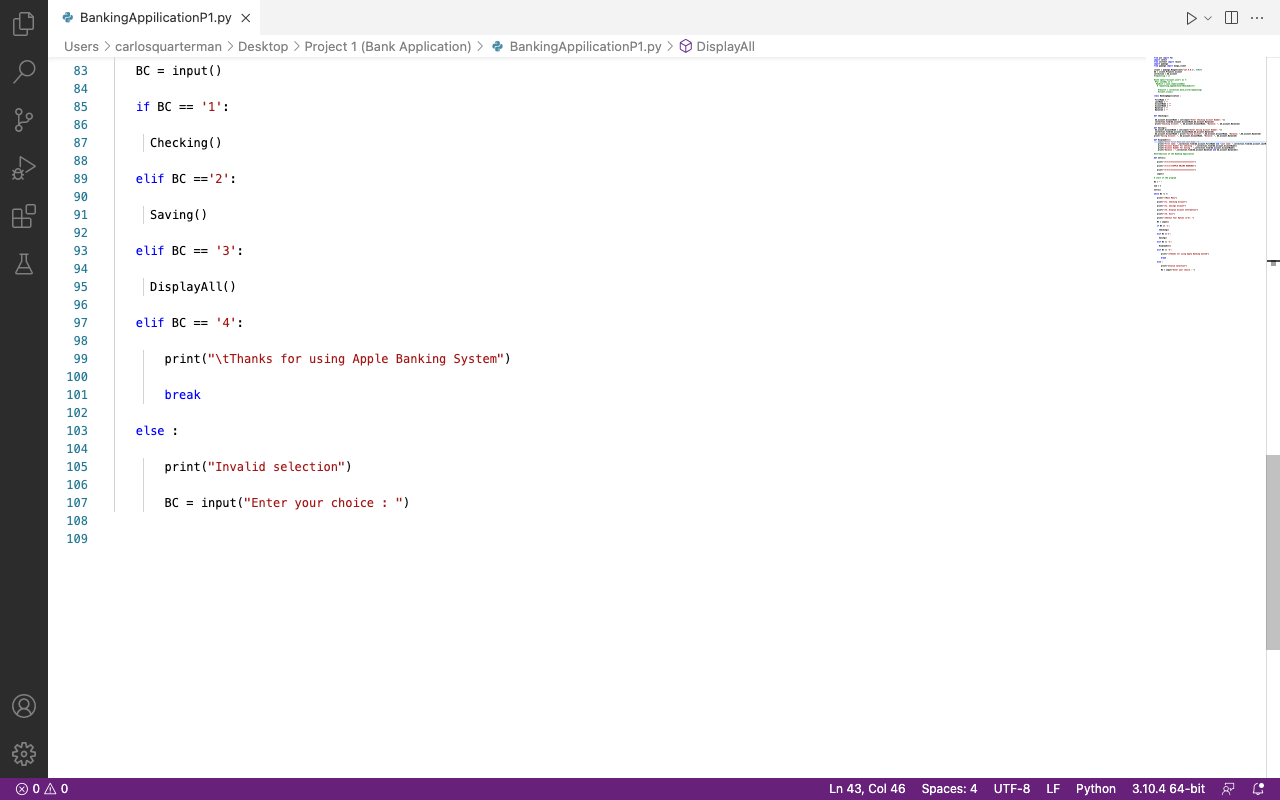 BankingAppilicationP1.py
Users > carlosquarterman > Desktop > Project 1 (Bank Application) > BankingAppilicationP1.py > DisplayAll
83 BC = input()
84
85 if BC == '1':
86
87 Checking()
88
89 elif BC =='2':
90
91 Saving()
92
93 elif BC == '3':
94
95 DisplayAll()
96
97 elif BC == '4':
98
99 print("\tThanks for using Apple Banking System")
100
101 break
102
103 else :
104
105 print("Invalid selection")
106
107 BC = input("Enter your choice : ")
108
109
0 0 Ln 43, Col 46 Spaces: 4 UTF-8 LF Python 3.10.4 64-bit